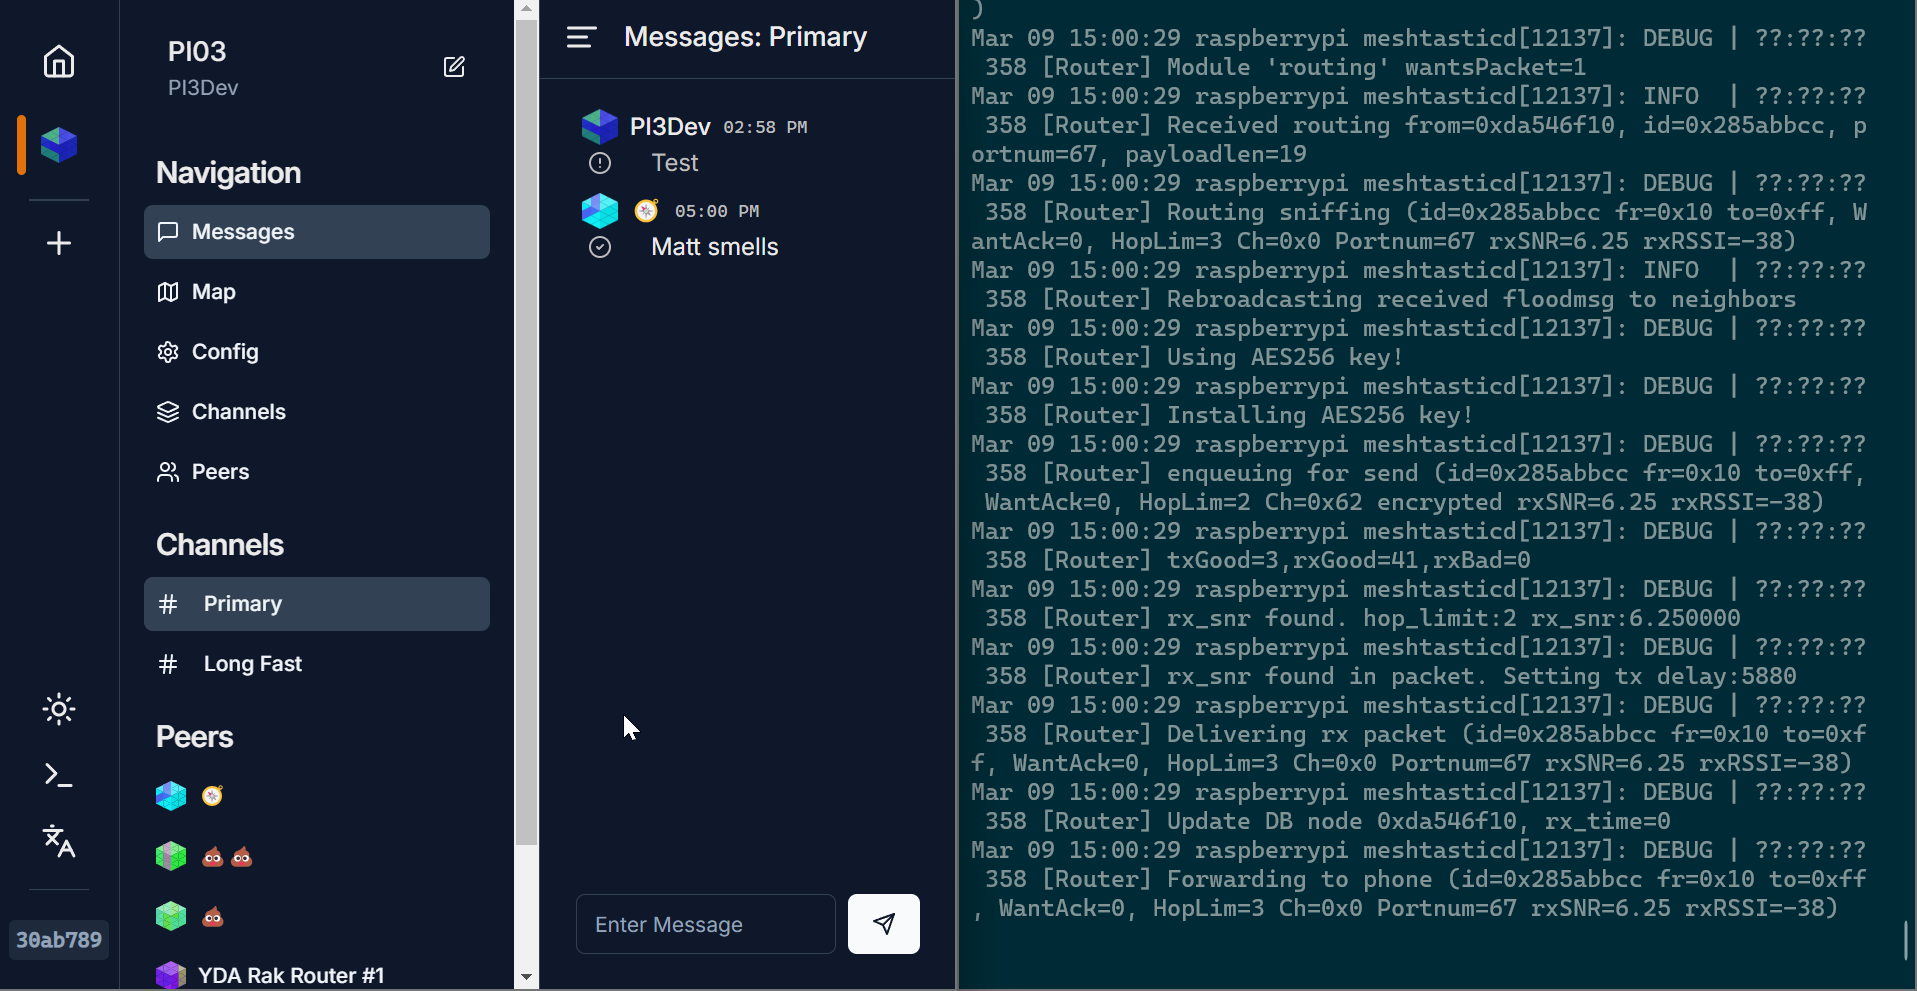 PI03
PI3Dev
Navigation
Messages
Map
Config
Channels
Peers
Channels
# Primary
# Long Fast
Peers
YDA Rak Router #1
30ab789
Messages: Primary
PI3Dev 02:58 PM
Test
05:00 PM
Matt smells
Enter Message
)
Mar 09 15:00:29 raspberrypi meshtasticd[12137]: DEBUG | ??:??:??
358 [Router] Module 'routing' wantsPacket=1
Mar 09 15:00:29 raspberrypi meshtasticd[12137]: INFO  | ??:??:??
358 [Router] Received routing from=0xda546f10, id=0x285abbcc, p
ortnum=67, payloadlen=19
Mar 09 15:00:29 raspberrypi meshtasticd[12137]: DEBUG | ??:??:??
358 [Router] Routing sniffing (id=0x285abbcc fr=0x10 to=0xff, W
antAck=0, HopLim=3 Ch=0x0 Portnum=67 rxSNR=6.25 rxRSSI=-38)
Mar 09 15:00:29 raspberrypi meshtasticd[12137]: INFO  | ??:??:??
358 [Router] Rebroadcasting received floodmsg to neighbors
Mar 09 15:00:29 raspberrypi meshtasticd[12137]: DEBUG | ??:??:??
358 [Router] Using AES256 key!
Mar 09 15:00:29 raspberrypi meshtasticd[12137]: DEBUG | ??:??:??
358 [Router] Installing AES256 key!
Mar 09 15:00:29 raspberrypi meshtasticd[12137]: DEBUG | ??:??:??
358 [Router] enqueuing for send (id=0x285abbcc fr=0x10 to=0xff,
WantAck=0, HopLim=2 Ch=0x62 encrypted rxSNR=6.25 rxRSSI=-38)
Mar 09 15:00:29 raspberrypi meshtasticd[12137]: DEBUG | ??:??:??
358 [Router] txGood=3,rxGood=41,rxBad=0
Mar 09 15:00:29 raspberrypi meshtasticd[12137]: DEBUG | ??:??:??
358 [Router] rx_snr found. hop_limit:2 rx_snr:6.250000
Mar 09 15:00:29 raspberrypi meshtasticd[12137]: DEBUG | ??:??:??
358 [Router] rx_snr found in packet. Setting tx delay:5880
Mar 09 15:00:29 raspberrypi meshtasticd[12137]: DEBUG | ??:??:??
358 [Router] Delivering rx packet (id=0x285abbcc fr=0x10 to=0xf
f, WantAck=0, HopLim=3 Ch=0x0 Portnum=67 rxSNR=6.25 rxRSSI=-38)
Mar 09 15:00:29 raspberrypi meshtasticd[12137]: DEBUG | ??:??:??
358 [Router] Update DB node 0xda546f10, rx_time=0
Mar 09 15:00:29 raspberrypi meshtasticd[12137]: DEBUG | ??:??:??
358 [Router] Forwarding to phone (id=0x285abbcc fr=0x10 to=0xff
, WantAck=0, HopLim=3 Ch=0x0 Portnum=67 rxSNR=6.25 rxRSSI=-38)